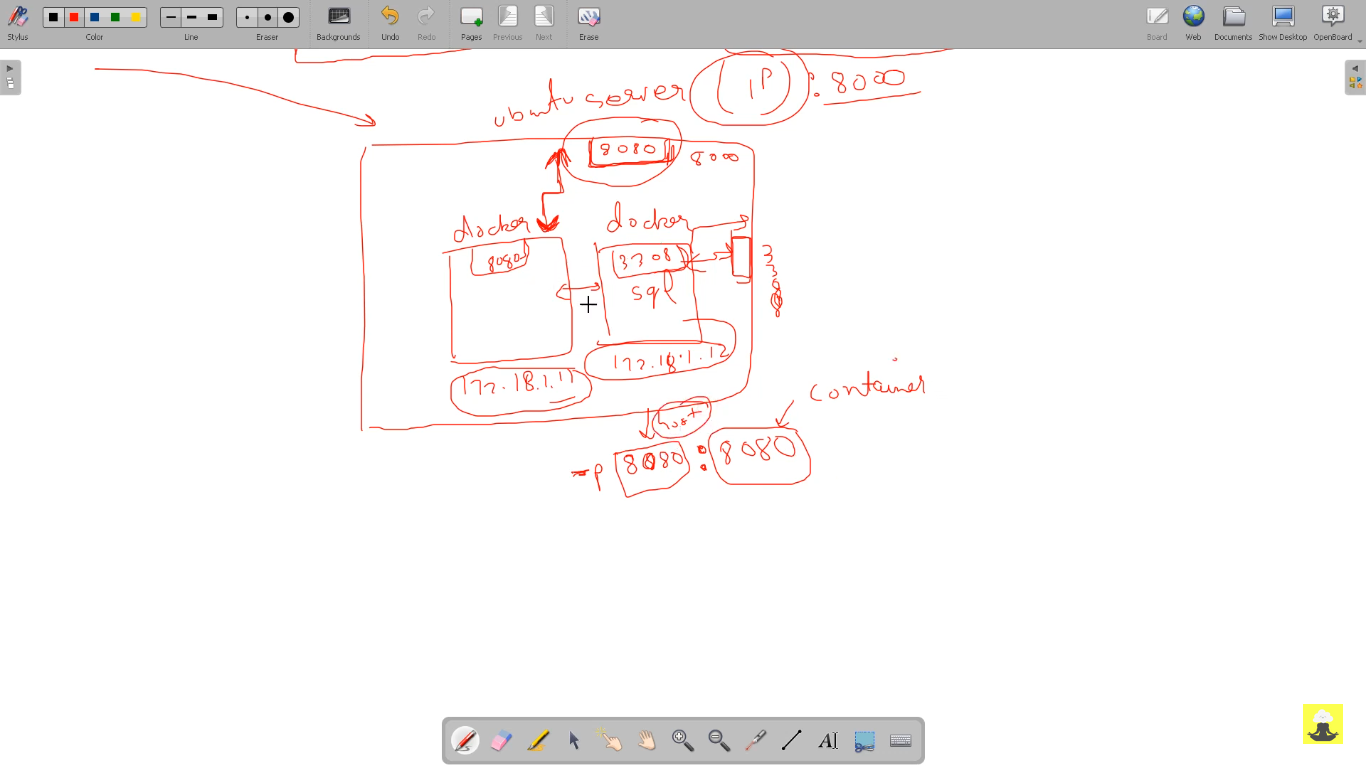 Stylus
Color
Line
Eraser
Backgrounds
Undo
Redo
Pages
Previous
Next
Erase
Board
Web
Documents
Show Desktop
OpenBoard
ubuntu server (IP) : 8000
8080
8000
docker
docker
8080
3308
sql
3
3
172.18.1.12
172.18.1.11
container
host
-p 8080 : 8080